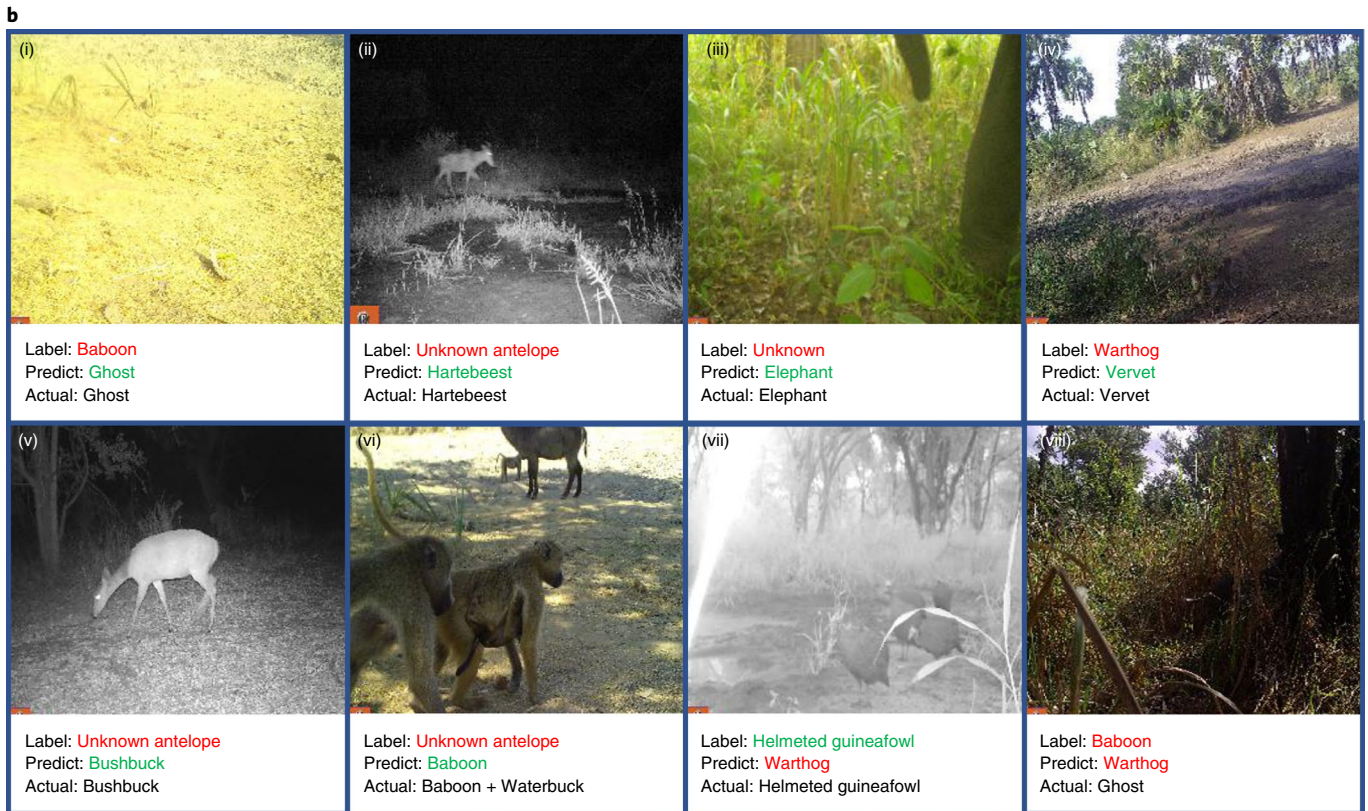 b
(i)
(ii)
(iii)
(iv)
Label: Baboon
Predict: Ghost
Actual: Ghost
Label: Unknown antelope
Predict: Hartebeest
Actual: Hartebeest
Label: Unknown
Predict: Elephant
Actual: Elephant
Label: Warthog
Predict: Vervet
Actual: Vervet
(v)
(vi)
(vii)
(viii)
Label: Unknown antelope
Predict: Bushbuck
Actual: Bushbuck
Label: Unknown antelope
Predict: Baboon
Actual: Baboon + Waterbuck
Label: Helmeted guineafowl
Predict: Warthog
Actual: Helmeted guineafowl
Label: Baboon
Predict: Warthog
Actual: Ghost